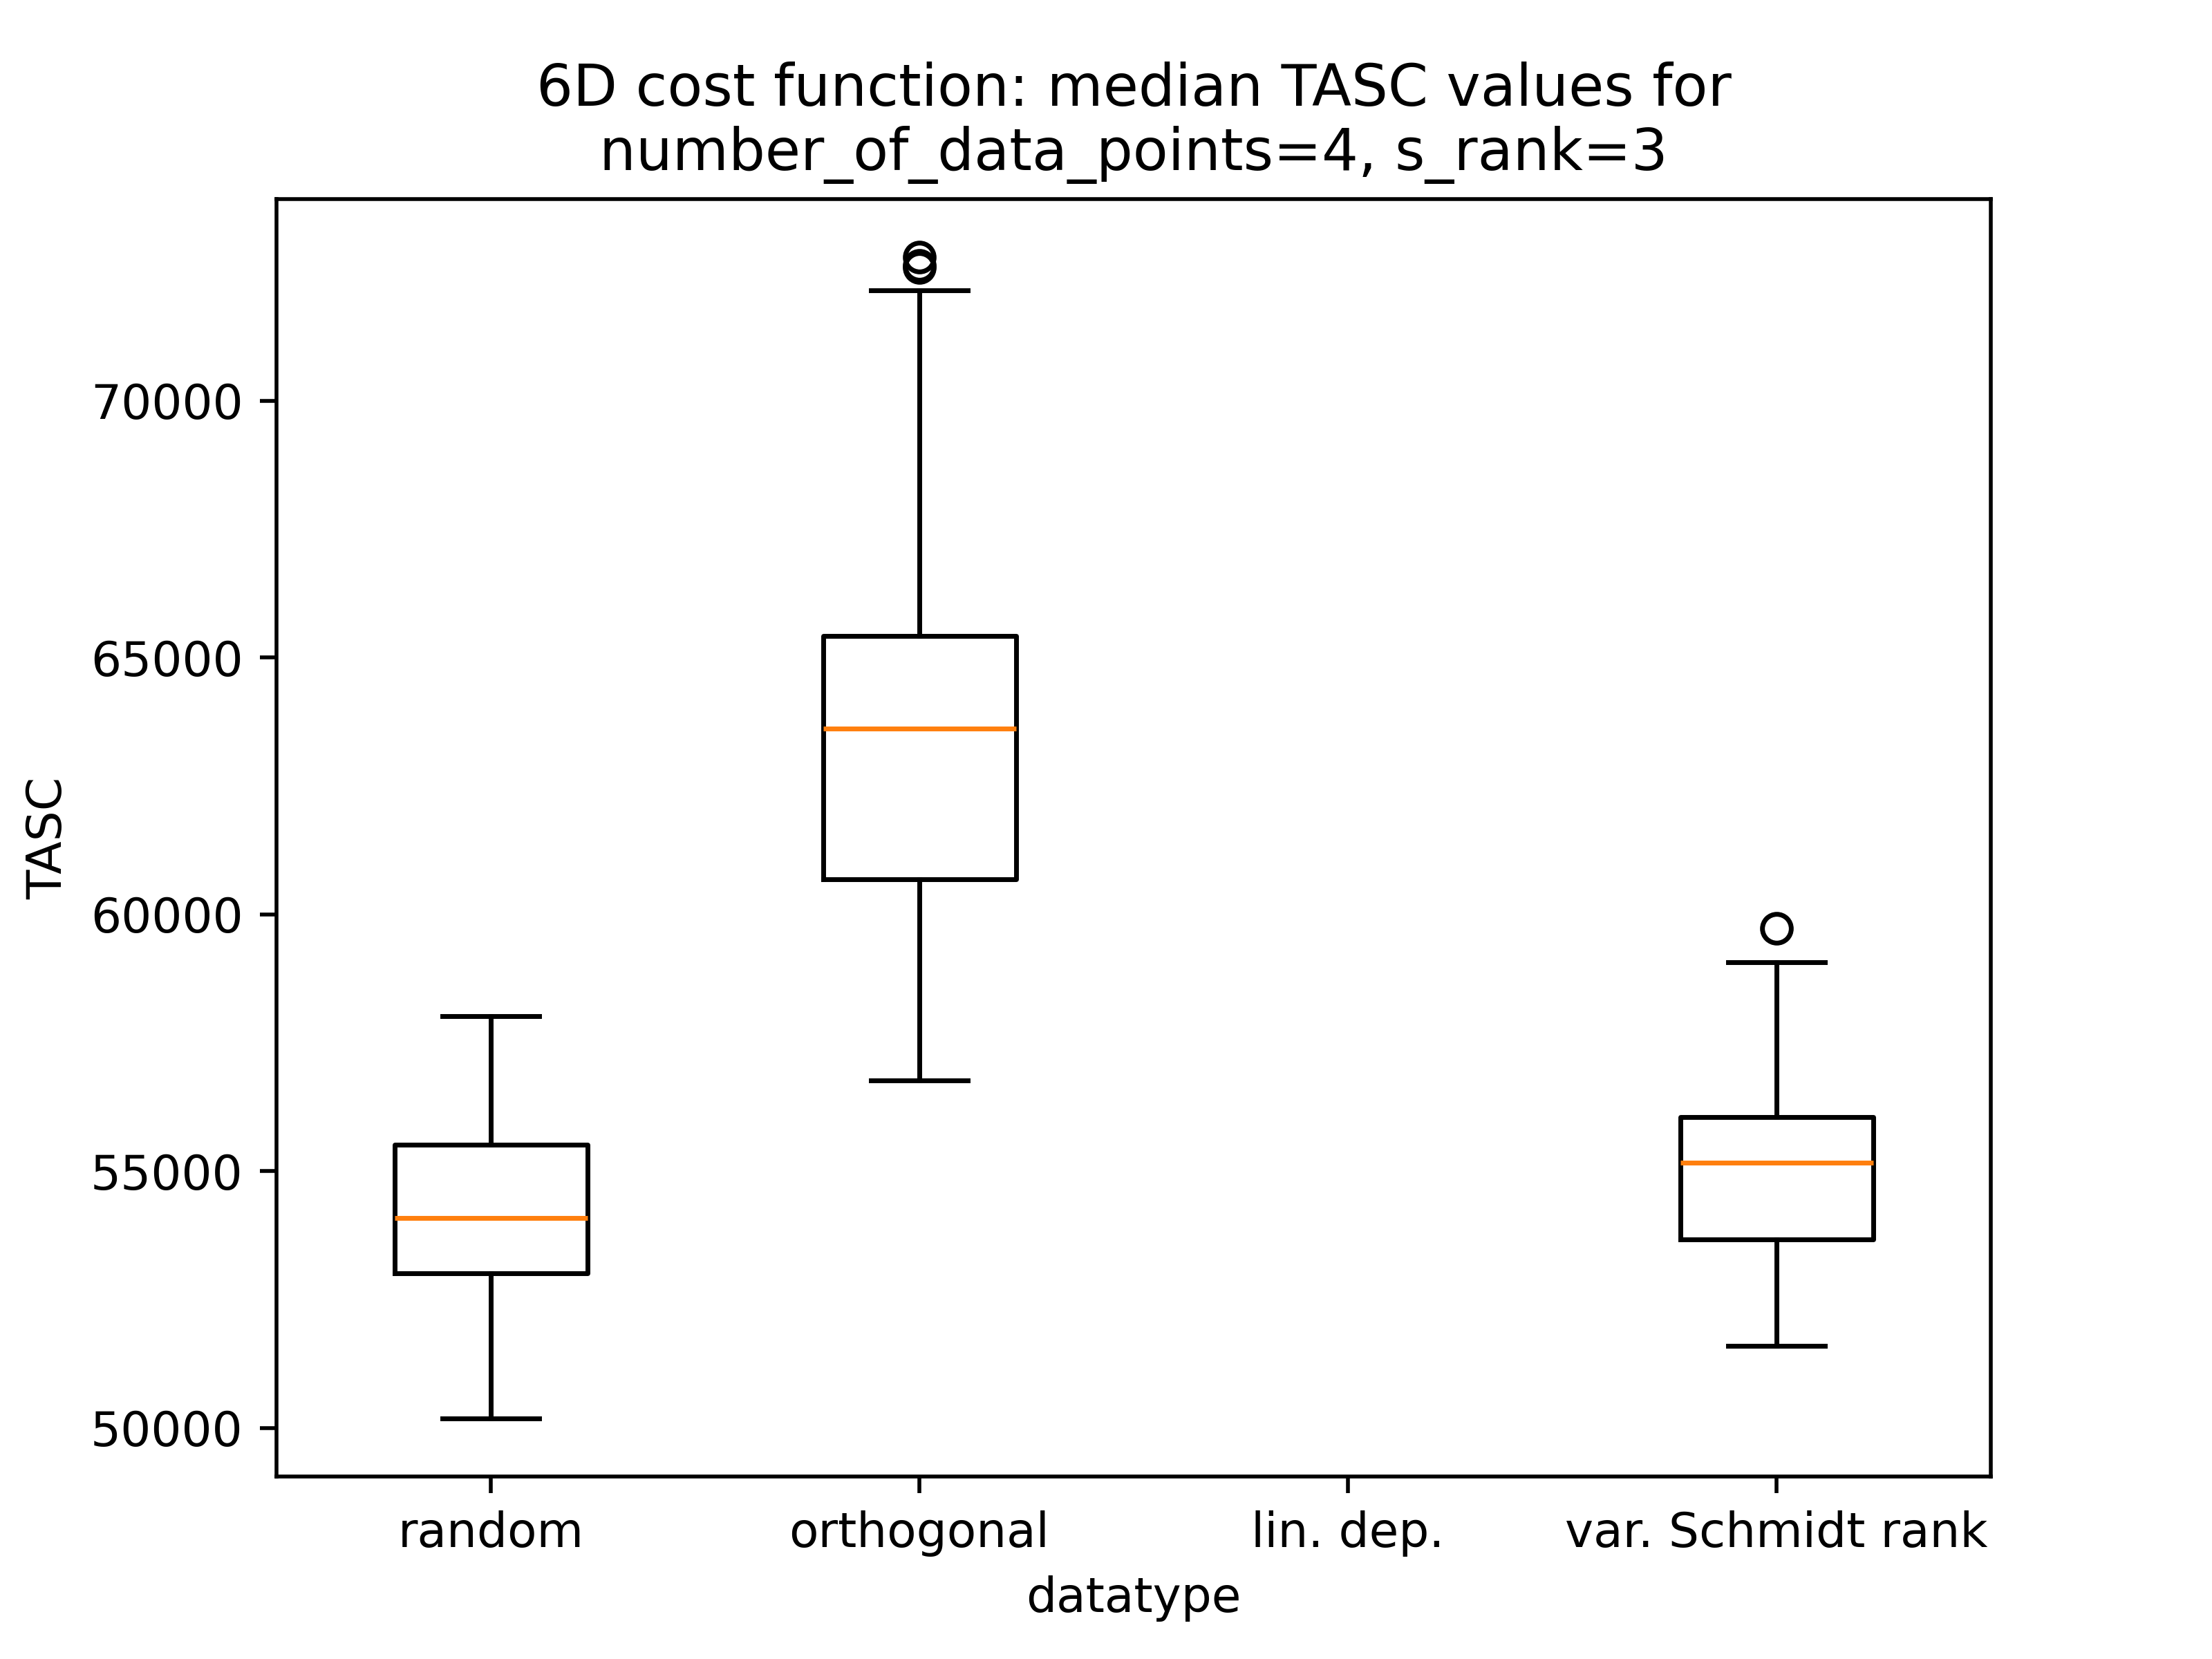 6D cost function: median TASC values for
number_of_data_points=4, s_rank=3
TASC
70000
65000
60000
55000
50000
random
orthogonal
lin. dep.
var. Schmidt rank
datatype